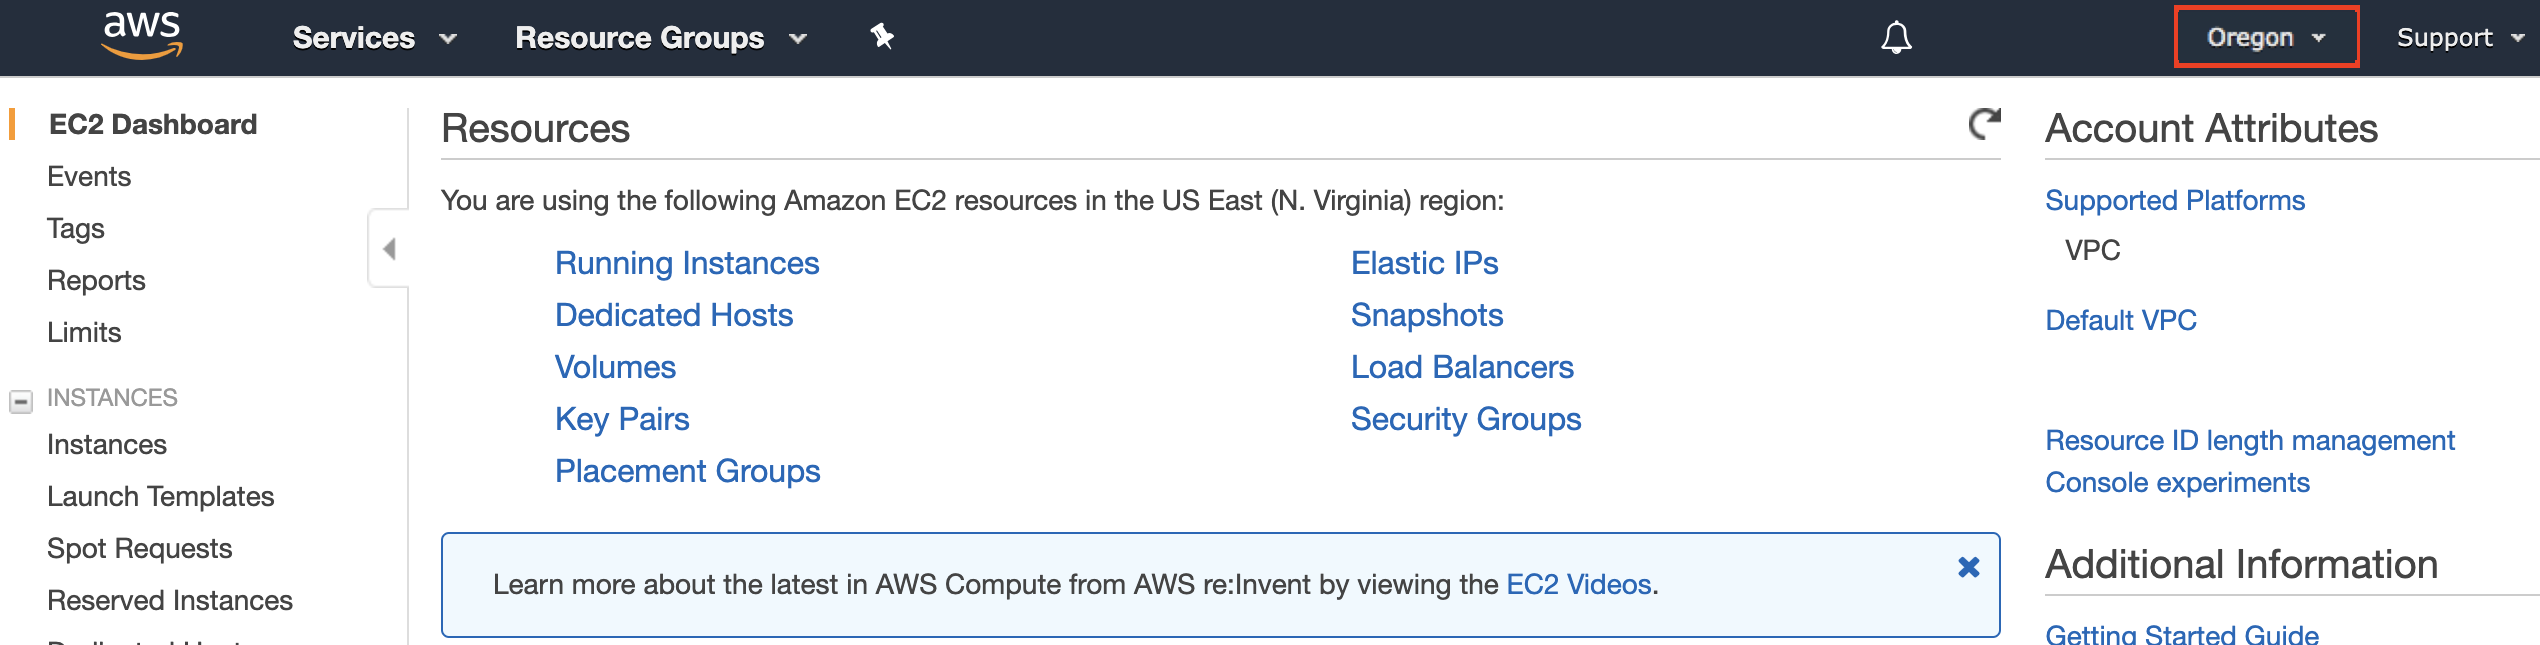 aws Services Resource Groups Oregon Support
EC2 Dashboard
Events
Tags
Reports
Limits
INSTANCES
Instances
Launch Templates
Spot Requests
Reserved Instances
Resources
You are using the following Amazon EC2 resources in the US East (N. Virginia) region:
Running Instances
Dedicated Hosts
Volumes
Key Pairs
Placement Groups
Elastic IPs
Snapshots
Load Balancers
Security Groups
Learn more about the latest in AWS Compute from AWS re:Invent by viewing the EC2 Videos.
Account Attributes
Supported Platforms
VPC
Default VPC
Resource ID length management
Console experiments
Additional Information
Getting Started Guide